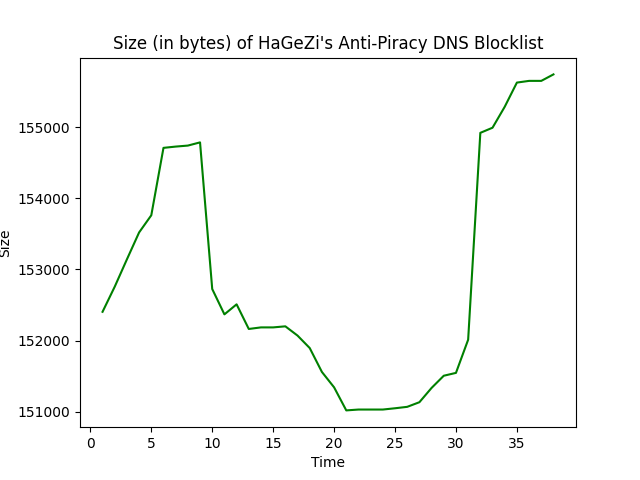 Size (in bytes) of HaGeZi's Anti-Piracy DNS Blocklist
155000
154000
153000
152000
151000
Size
0 5 10 15 20 25 30 35
Time